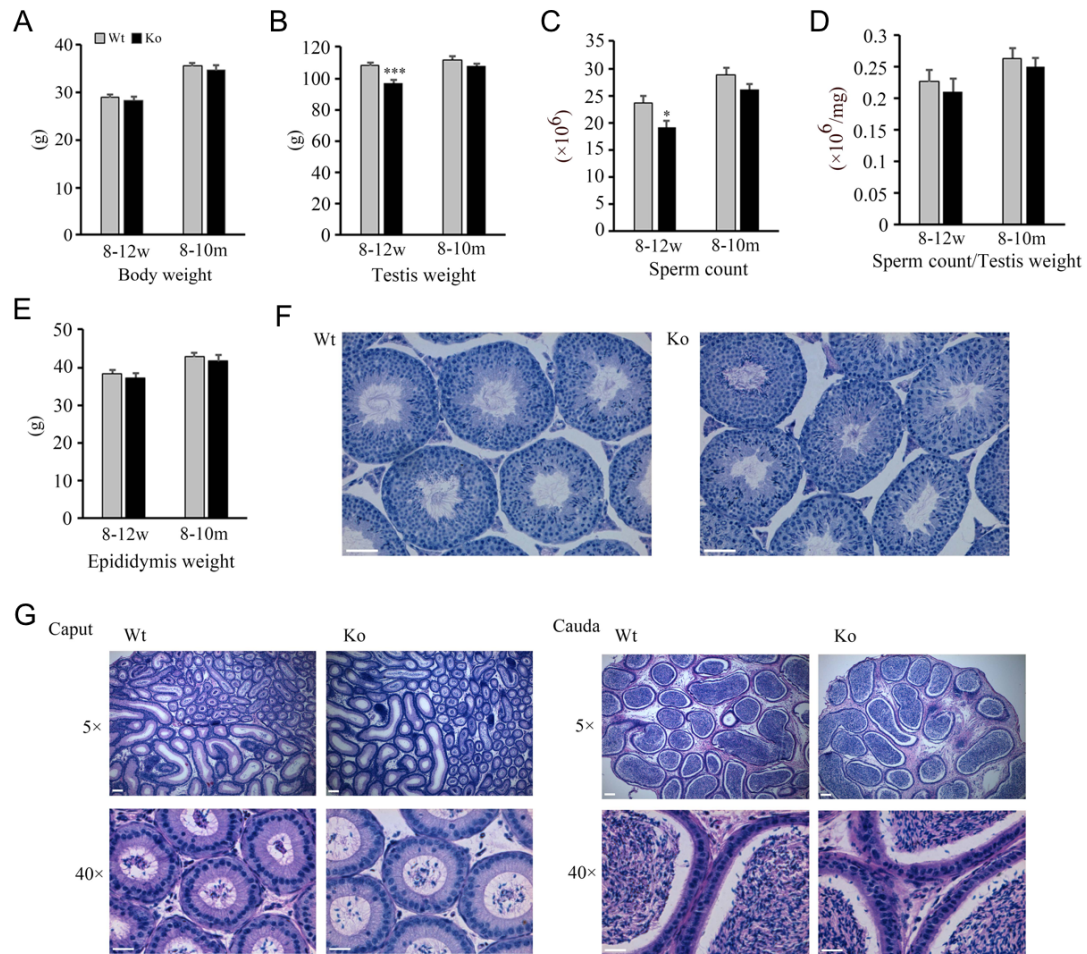 A
Wt Ko
40
30
20
10
0
(g)
8-12w 8-10m
Body weight
B
120
100
80
60
40
20
0
(g)
***
8-12w 8-10m
Testis weight
C
35
30
25
20
15
10
5
0
(×10⁶)
*
8-12w 8-10m
Sperm count
D
0.3
0.25
0.2
0.15
0.1
0.05
0
(×10⁶/mg)
8-12w 8-10m
Sperm count/Testis weight
E
50
40
30
40
20
0
(g)
8-12w 8-10m
Epididymis weight
F
Wt
Ko
G
Caput
Wt Ko
5×
40×
Cauda
Wt Ko
5×
40×